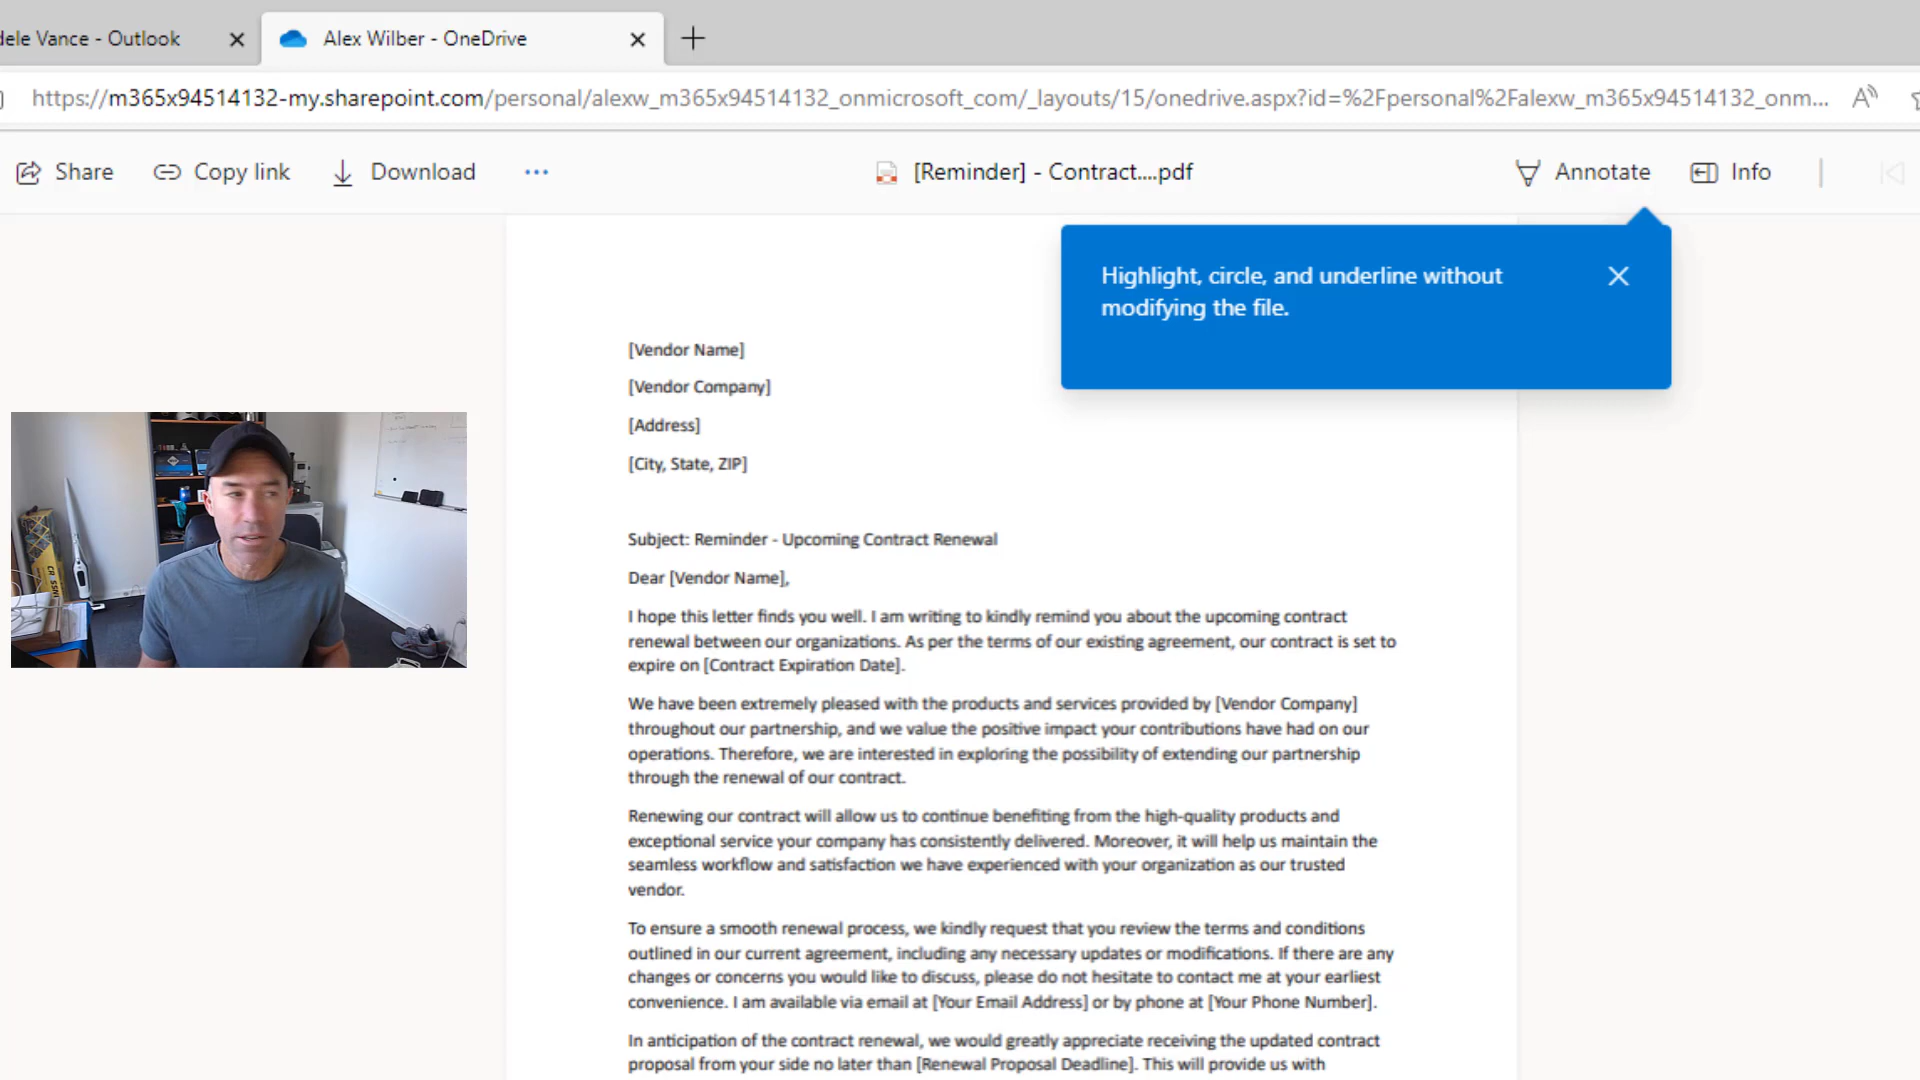 dele Vance - Outlook
Alex Wilber - OneDrive
https://m365x94514132-my.sharepoint.com/personal/alexw_m365x94514132_onmicrosoft_com/_layouts/15/onedrive.aspx?id=%2Fpersonal%2Falexw_m365x94514132_onm...
Share
Copy link
Download
...
[Reminder] - Contract....pdf
Annotate
Info
Highlight, circle, and underline without
modifying the file.
[Vendor Name]
[Vendor Company]
[Address]
[City, State, ZIP]
Subject: Reminder - Upcoming Contract Renewal
Dear [Vendor Name],
I hope this letter finds you well. I am writing to kindly remind you about the upcoming contract
renewal between our organizations. As per the terms of our existing agreement, our contract is set to
expire on [Contract Expiration Date].
We have been extremely pleased with the products and services provided by [Vendor Company]
throughout our partnership, and we value the positive impact your contributions have had on our
operations. Therefore, we are interested in exploring the possibility of extending our partnership
through the renewal of our contract.
Renewing our contract will allow us to continue benefiting from the high-quality products and
exceptional service your company has consistently delivered. Moreover, it will help us maintain the
seamless workflow and satisfaction we have experienced with your organization as our trusted
vendor.
To ensure a smooth renewal process, we kindly request that you review the terms and conditions
outlined in our current agreement, including any necessary updates or modifications. If there are any
changes or concerns you would like to discuss, please do not hesitate to contact me at your earliest
convenience. I am available via email at [Your Email Address] or by phone at [Your Phone Number].
In anticipation of the contract renewal, we would greatly appreciate receiving the updated contract
proposal from your side no later than [Renewal Proposal Deadline]. This will provide us with